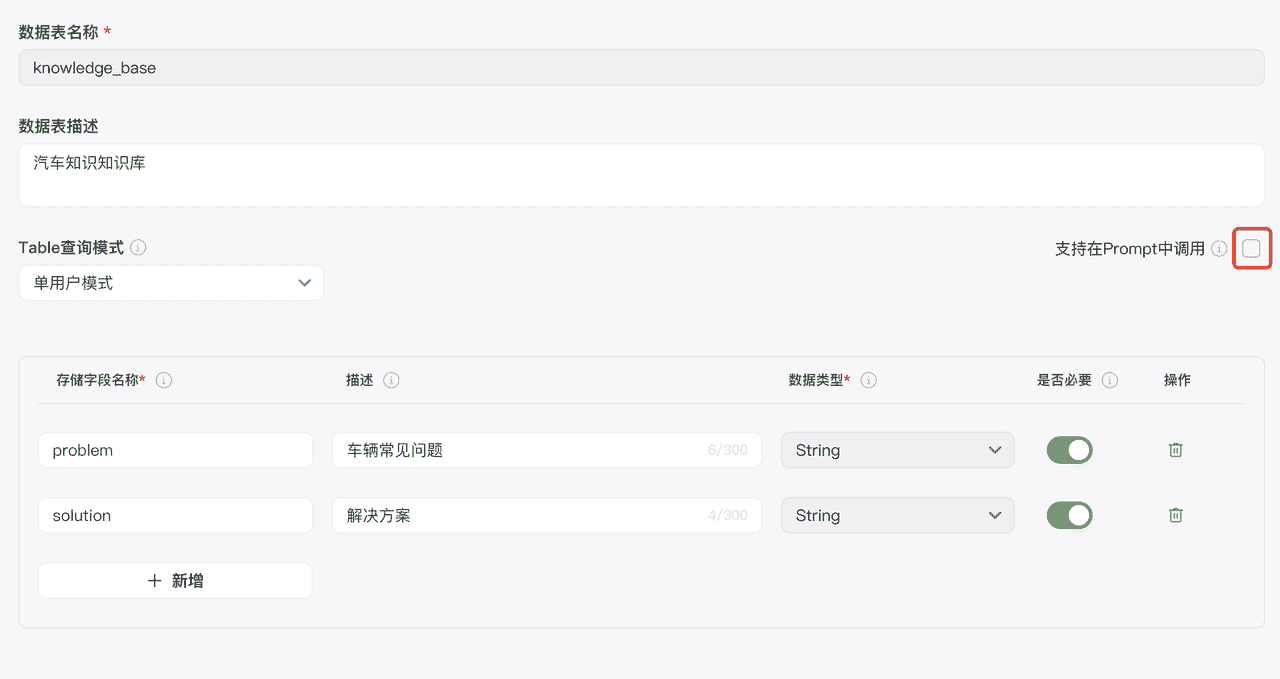 数据表名称 *
knowledge_base
数据表描述
汽车知识知识库
Table查询模式
支持在Prompt中调用
单用户模式
存储字段名称* 描述 数据类型* 是否必要 操作
problem 车辆常见问题 6/300 String
solution 解决方案 4/300 String
+ 新增